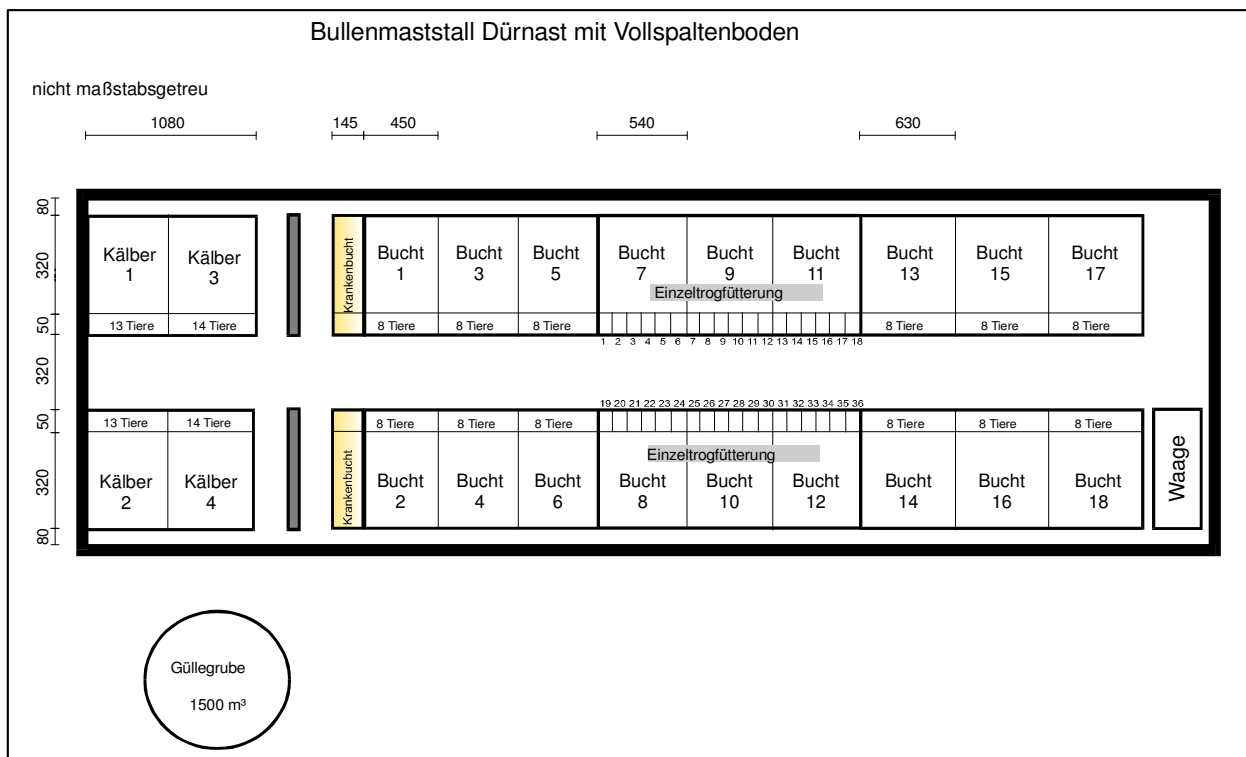 Bullenmaststall Dürnast mit Vollspaltenboden
nicht maßstabsgetreu
1080 145 450 540 630
80
320
50
320
50
320
80
Kälber 1
Kälber 3
13 Tiere
14 Tiere
Krankenbucht
Bucht 1
Bucht 3
Bucht 5
Bucht 7
Bucht 9
Bucht 11
Bucht 13
Bucht 15
Bucht 17
Einzeltrogfütterung
8 Tiere 8 Tiere 8 Tiere 8 Tiere 8 Tiere 8 Tiere
1 2 3 4 5 6 7 8 9 10 11 12 13 14 15 16 17 18
19 20 21 22 23 24 25 26 27 28 29 30 31 32 33 34 35 36
13 Tiere
14 Tiere
8 Tiere 8 Tiere 8 Tiere 8 Tiere 8 Tiere 8 Tiere
Einzeltrogfütterung
Kälber 2
Kälber 4
Krankenbucht
Bucht 2
Bucht 4
Bucht 6
Bucht 8
Bucht 10
Bucht 12
Bucht 14
Bucht 16
Bucht 18
Waage
Güllegrube
1500 m³